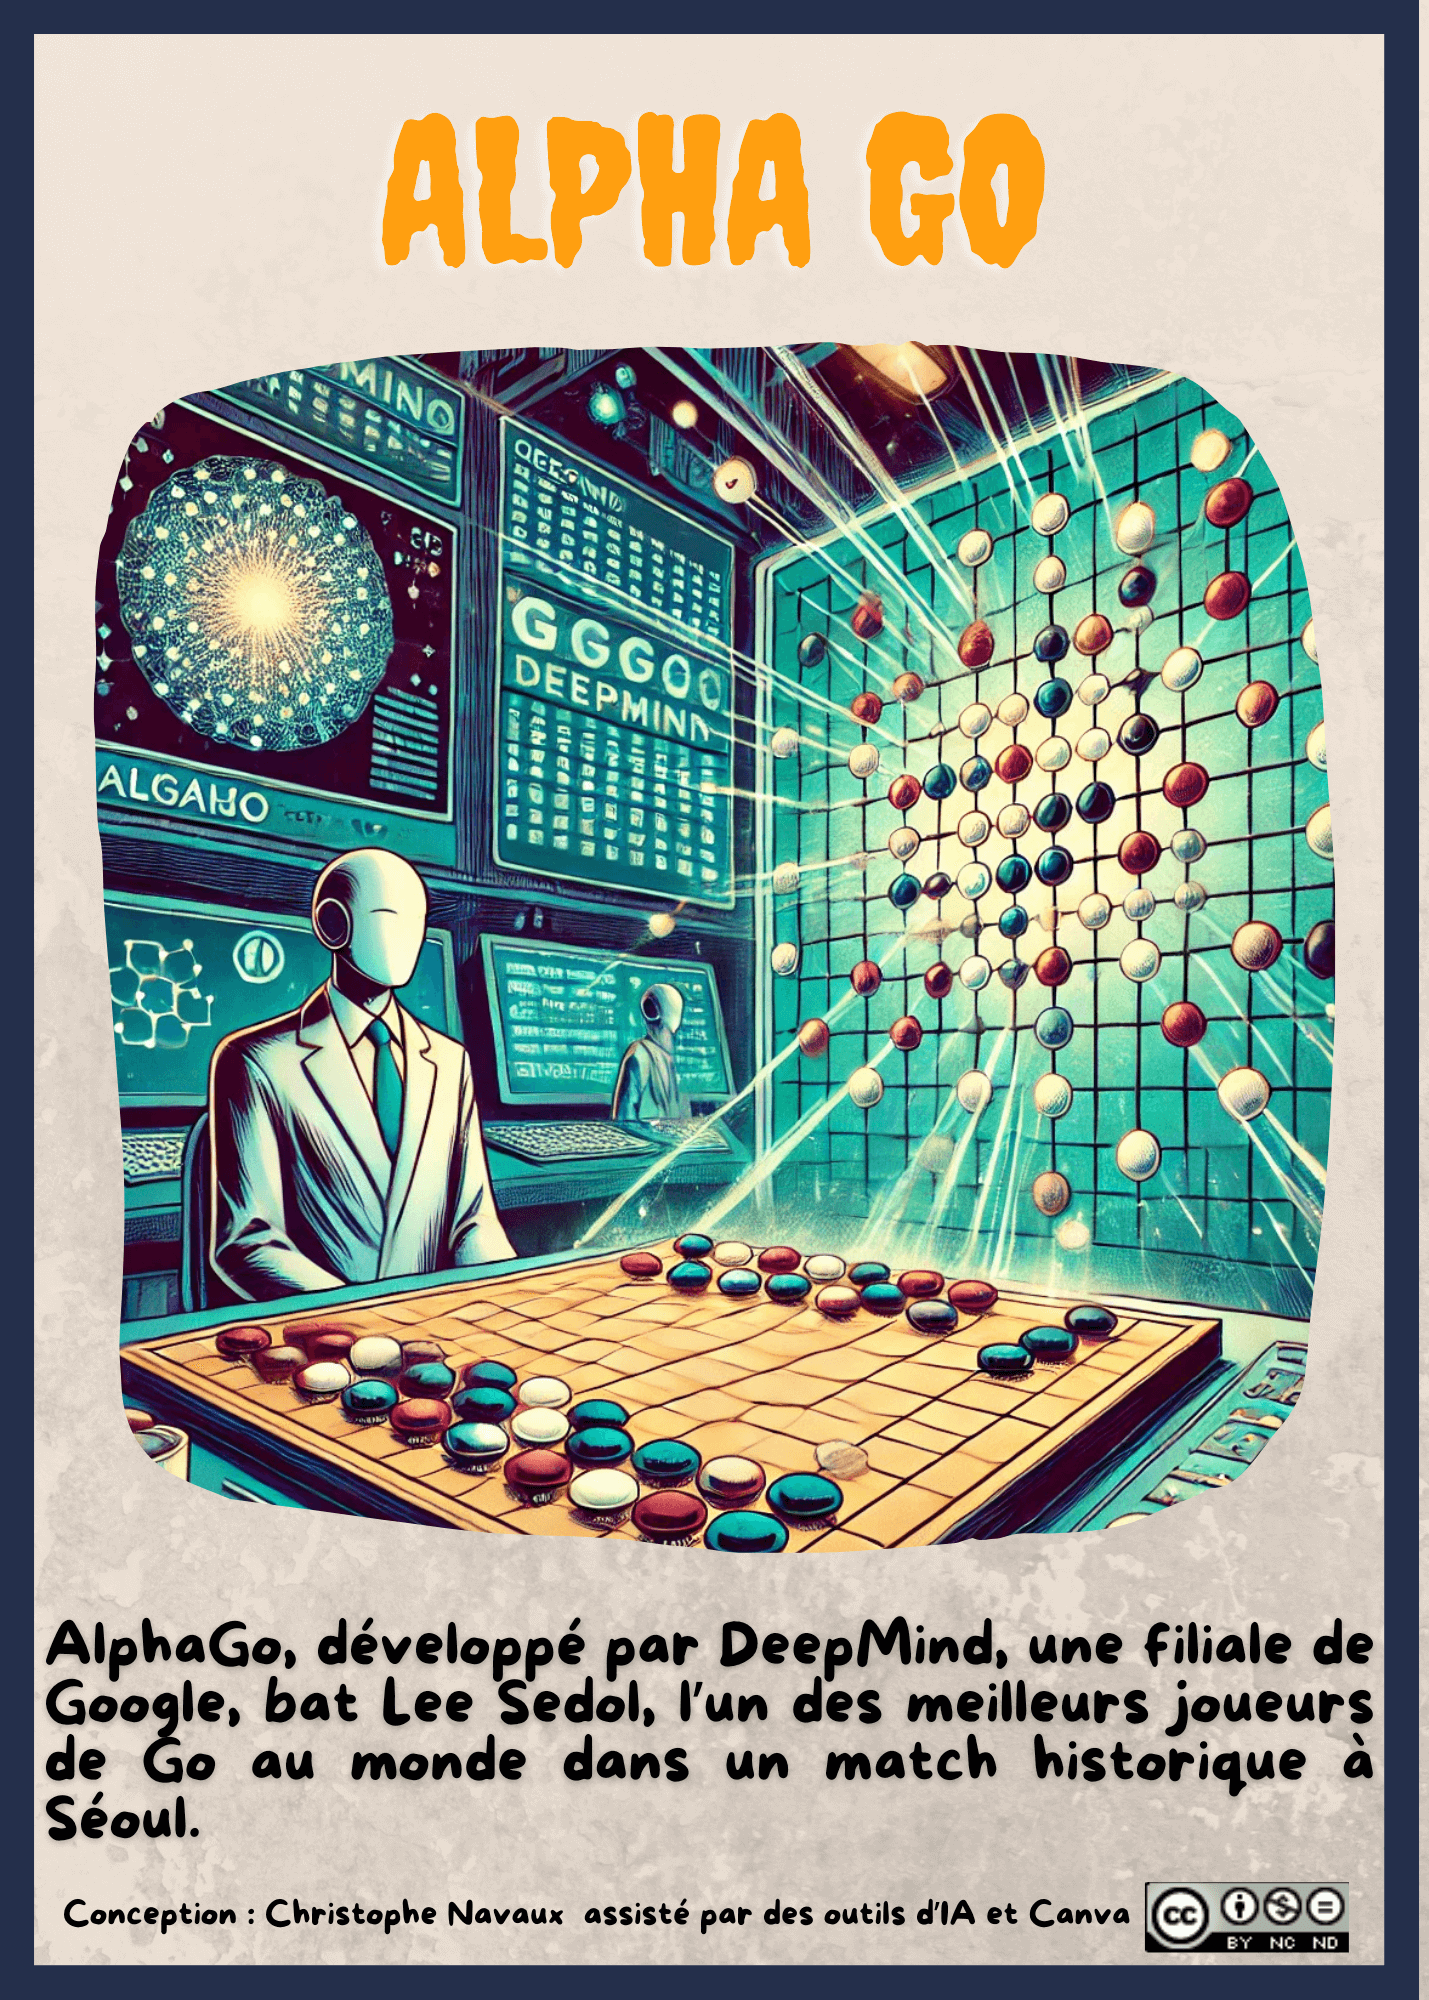 ALPHA GO
MINO
GGGOO
DEEPMIND
ALGAHO
AlphaGo, développé par DeepMind, une filiale de
Google, bat Lee Sedol, l'un des meilleurs joueurs
de Go au monde dans un match historique à
Séoul.
Conception : Christophe Navaux assisté par des outils d'IA et Canva
cc
BY NC ND